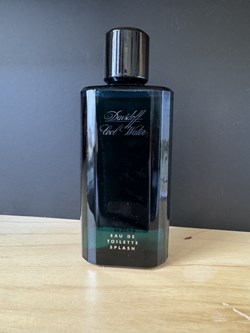 Davidoff
Cool Water
EAU DE
TOILETTE
SPLASH